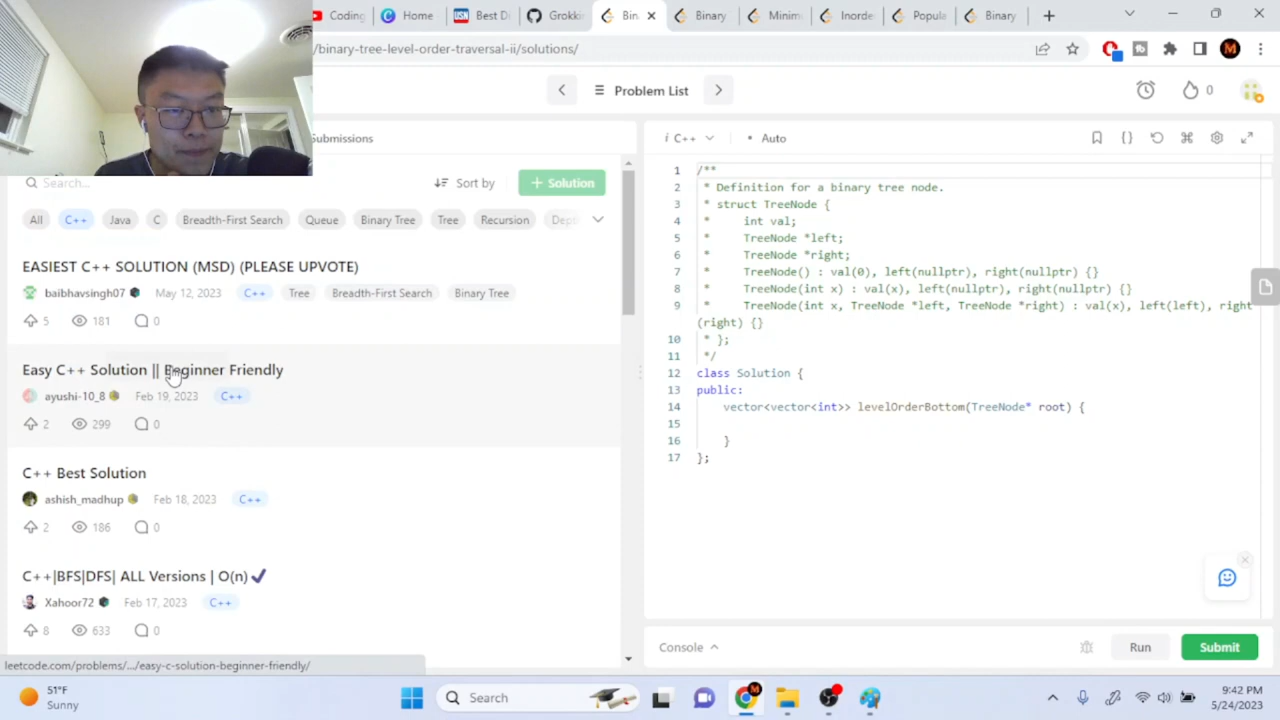 Coding
Home
Best Di
Grokkin
Bin
Binary
Minim
Inorde
Popula
Binary
/binary-tree-level-order-traversal-ii/solutions/
Problem List
0
Submissions
Search...
Sort by
+ Solution
All
C++
Java
C
Breadth-First Search
Queue
Binary Tree
Tree
Recursion
Depth
EASIEST C++ SOLUTION (MSD) (PLEASE UPVOTE)
baibhavsingh07 May 12, 2023 C++ Tree Breadth-First Search Binary Tree
5 181 0
Easy C++ Solution || Beginner Friendly
ayushi-10_8 Feb 19, 2023 C++
2 299 0
C++ Best Solution
ashish_madhup Feb 18, 2023 C++
2 186 0
C++|BFS|DFS| ALL Versions | O(n) ✔
Xahoor72 Feb 17, 2023 C++
8 633 0
leetcode.com/problems/.../easy-c-solution-beginner-friendly/
i C++ • Auto
1 /**
2 * Definition for a binary tree node.
3 * struct TreeNode {
4 * int val;
5 * TreeNode *left;
6 * TreeNode *right;
7 * TreeNode() : val(0), left(nullptr), right(nullptr) {}
8 * TreeNode(int x) : val(x), left(nullptr), right(nullptr) {}
9 * TreeNode(int x, TreeNode *left, TreeNode *right) : val(x), left(left), right
(right) {}
10 * };
11 */
12 class Solution {
13 public:
14 vector<vector<int>> levelOrderBottom(TreeNode* root) {
15
16 }
17 };
Console
Run
Submit
51°F
Sunny
Search
9:42 PM
5/24/2023